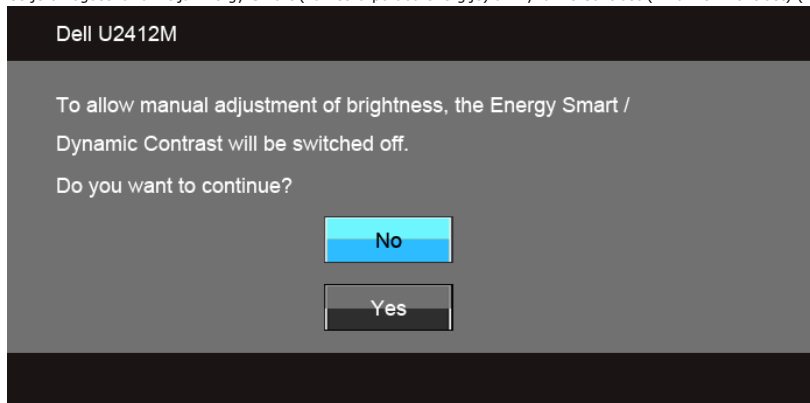 Dell U2412M
To allow manual adjustment of brightness, the Energy Smart /
Dynamic Contrast will be switched off.
Do you want to continue?
No
Yes